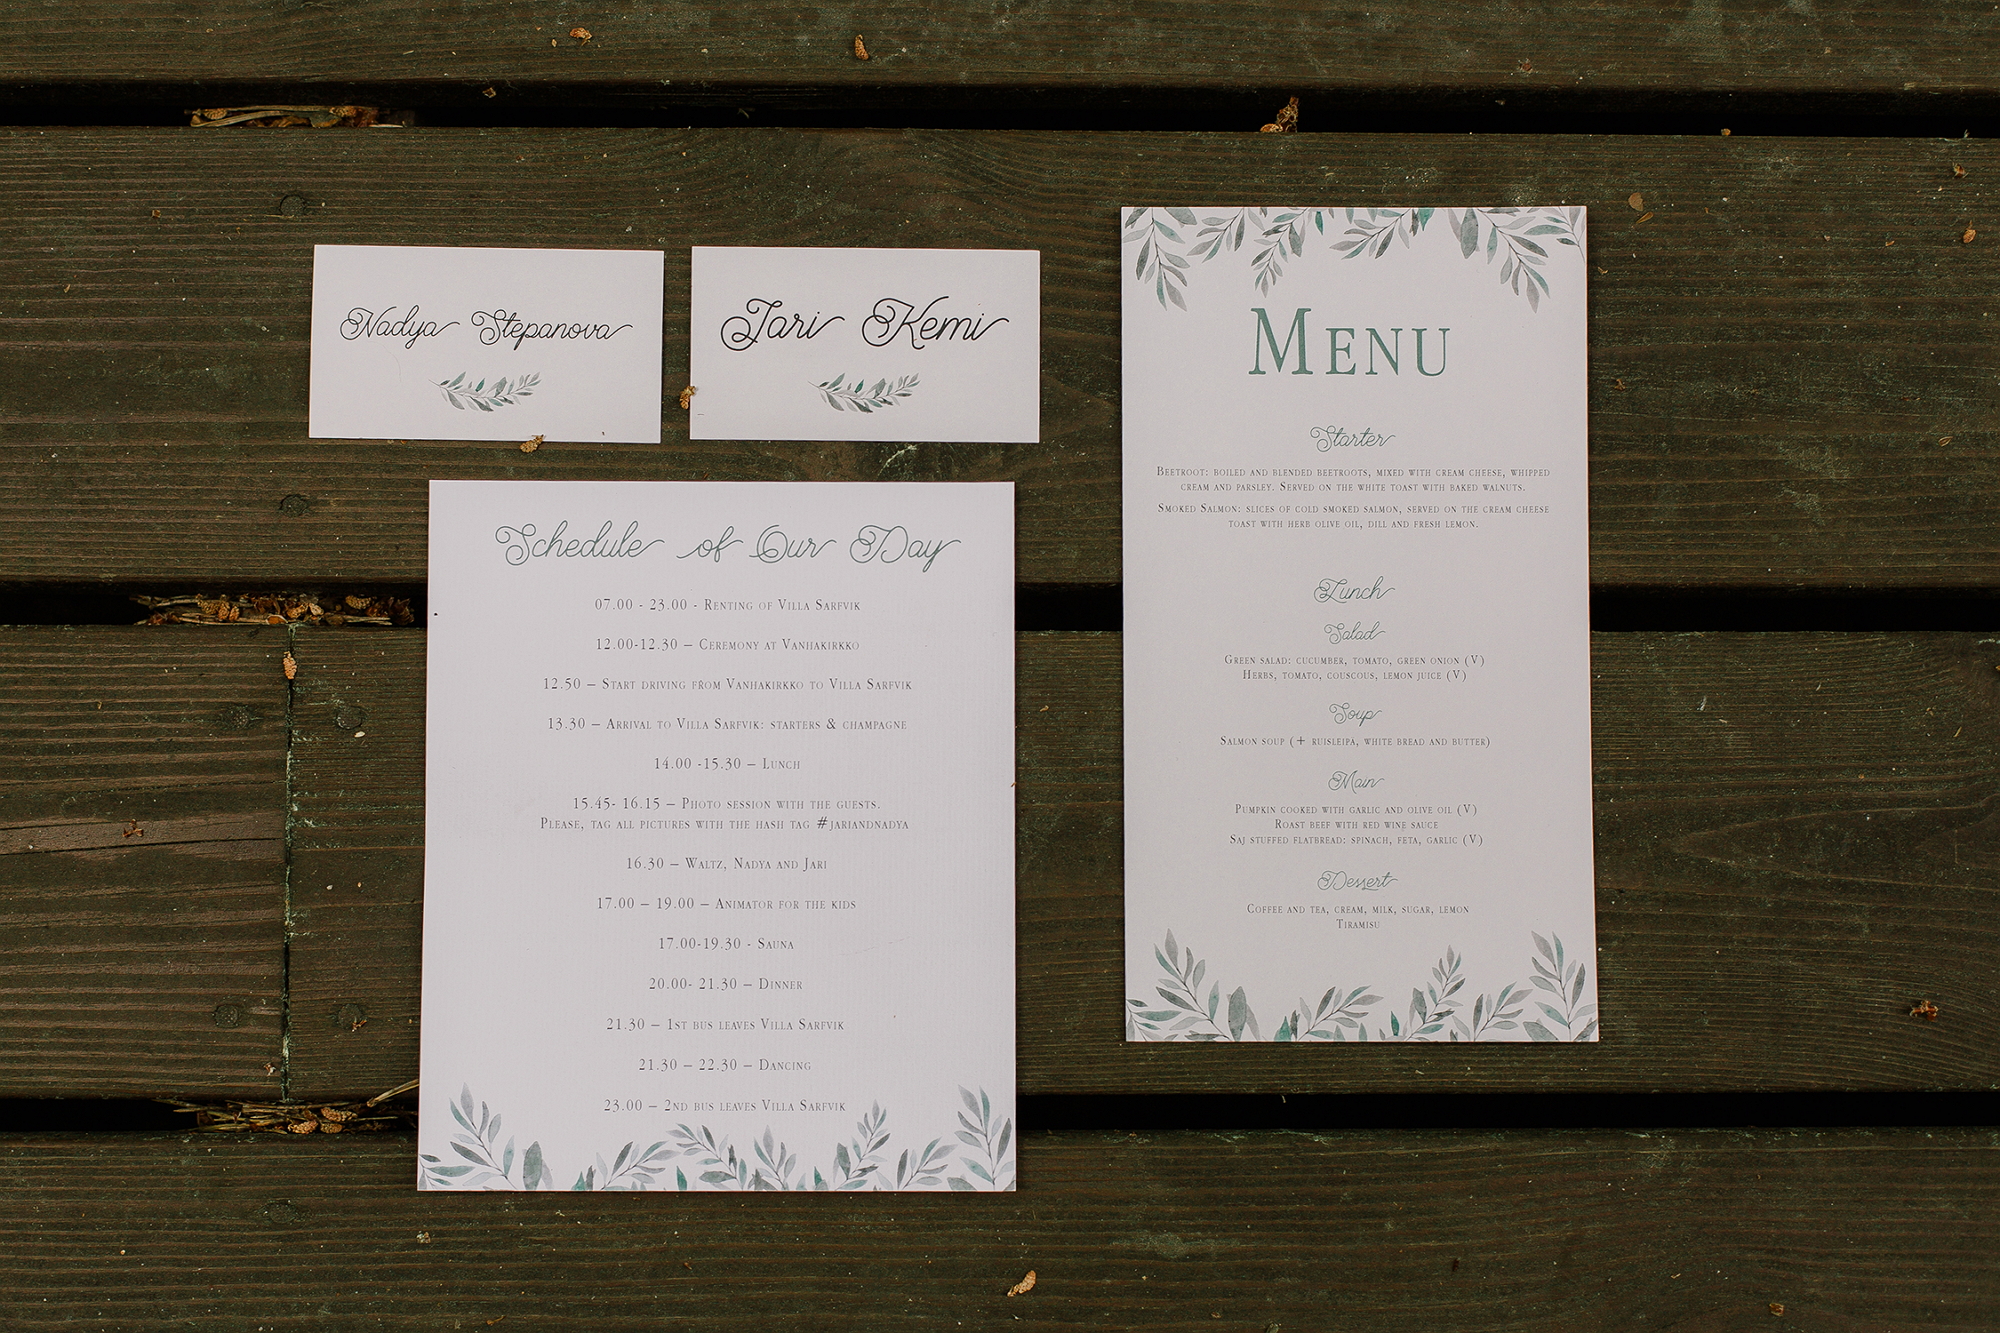 Nadya Stepanova
Jari Kemi
Schedule of Our Day
07.00 - 23.00 - Renting of Villa Sarfvik
12.00-12.30 – Ceremony at Vanhakirkko
12.50 – Start driving from Vanhakirkko to Villa Sarfvik
13.30 – Arrival to Villa Sarfvik: starters & champagne
14.00 -15.30 – Lunch
15.45- 16.15 – Photo session with the guests.
Please, tag all pictures with the hash tag #jariandnadya
16.30 – Waltz, Nadya and Jari
17.00 – 19.00 – Animator for the kids
17.00-19.30 - Sauna
20.00- 21.30 – Dinner
21.30 – 1st bus leaves Villa Sarfvik
21.30 – 22.30 – Dancing
23.00 – 2nd bus leaves Villa Sarfvik
Menu
Starter
Beetroot: boiled and blended beetroots, mixed with cream cheese, whipped
cream and parsley. Served on the white toast with baked walnuts.
Smoked Salmon: slices of cold smoked salmon, served on the cream cheese
toast with herb olive oil, dill and fresh lemon.
Lunch
Salad
Green salad: cucumber, tomato, green onion (V)
Herbs, tomato, couscous, lemon juice (V)
Soup
Salmon soup (+ ruisleipä, white bread and butter)
Main
Pumpkin cooked with garlic and olive oil (V)
Roast beef with red wine sauce
Saj stuffed flatbread: spinach, feta, garlic (V)
Dessert
Coffee and tea, cream, milk, sugar, lemon
Tiramisu